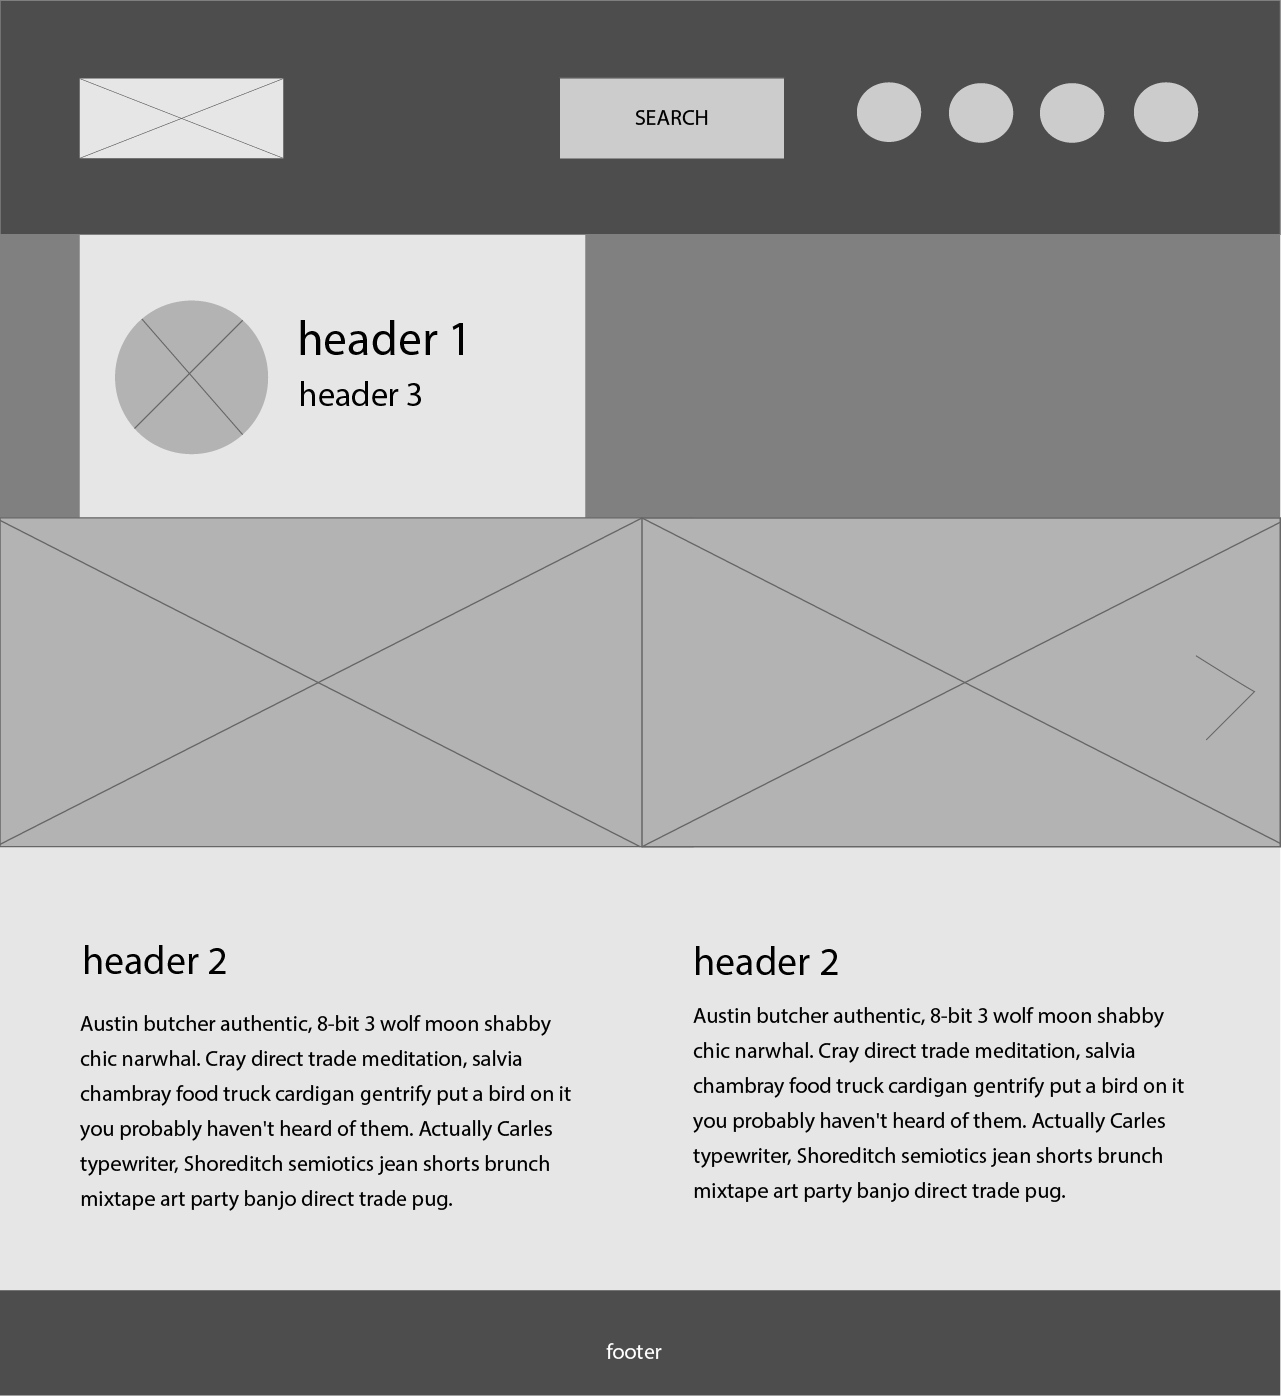 SEARCH
header 1
header 3
header 2
Austin butcher authentic, 8-bit 3 wolf moon shabby
chic narwhal. Cray direct trade meditation, salvia
chambray food truck cardigan gentrify put a bird on it
you probably haven't heard of them. Actually Carles
typewriter, Shoreditch semiotics jean shorts brunch
mixtape art party banjo direct trade pug.
header 2
Austin butcher authentic, 8-bit 3 wolf moon shabby
chic narwhal. Cray direct trade meditation, salvia
chambray food truck cardigan gentrify put a bird on it
you probably haven't heard of them. Actually Carles
typewriter, Shoreditch semiotics jean shorts brunch
mixtape art party banjo direct trade pug.
footer